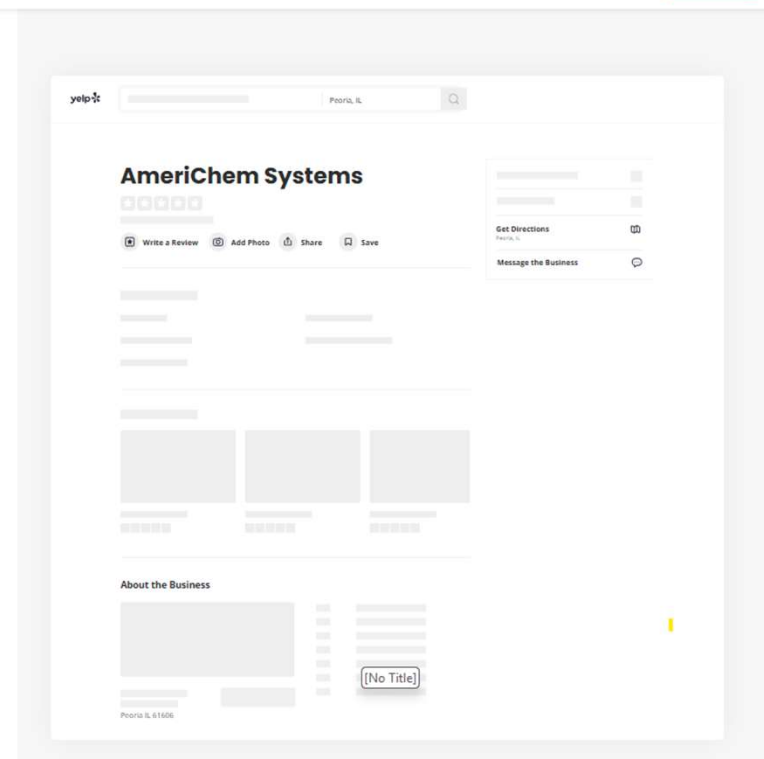 yelp
Peoria, IL
AmeriChem Systems
Write a Review Add Photo Share Save
Get Directions
Peoria, IL
Message the Business
About the Business
[No Title]
Peoria IL 61606